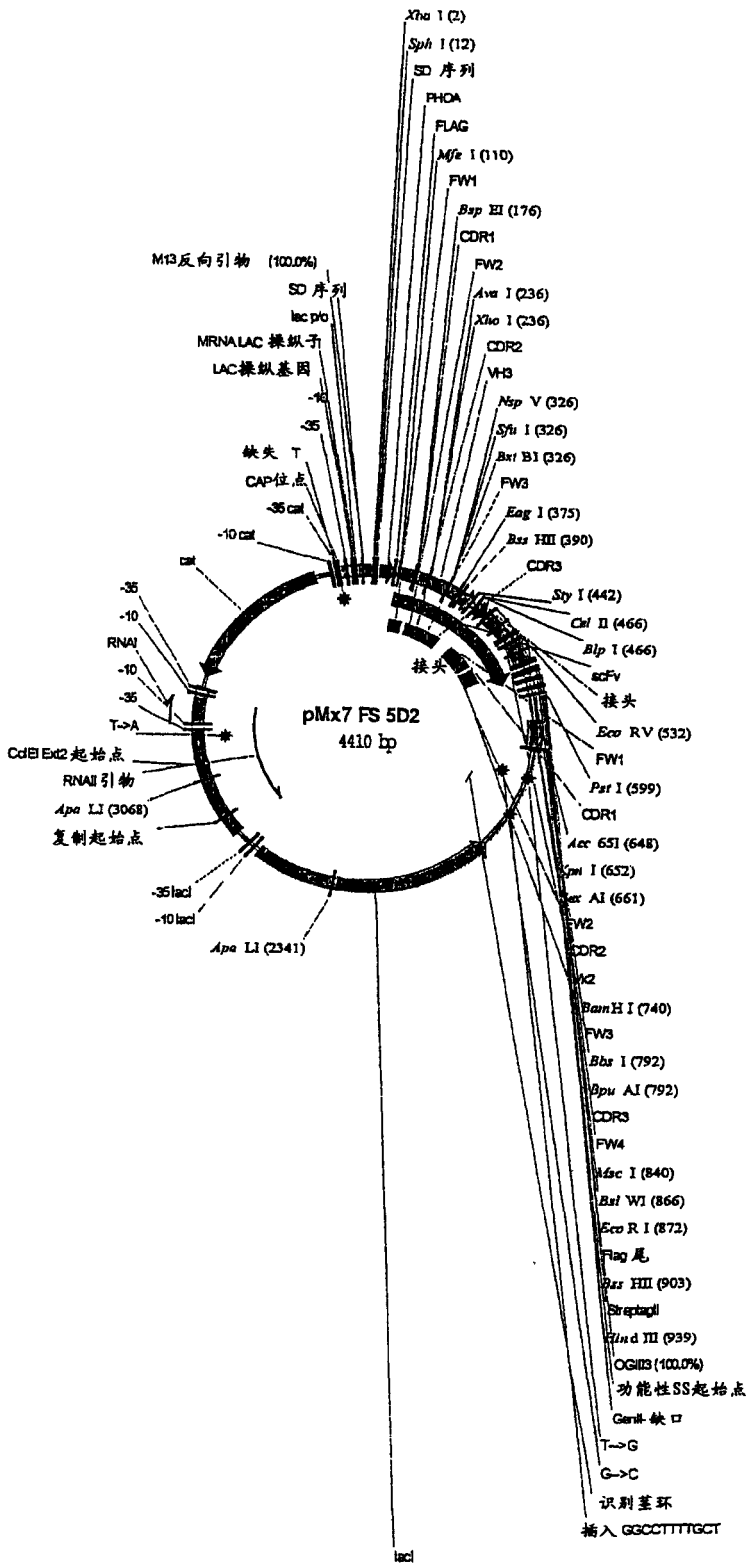 Xba I (2)
Sph I (12)
SD 序列
PHOA
FLAG
Mfe I (110)
FW1
Bsp EI (176)
CDR1
FW2
Ava I (236)
Xho I (236)
CDR2
VH3
Nsp V (326)
Sfu I (326)
Bst BI (326)
FW3
Eag I (375)
Bss HII (390)
CDR3
Sty I (442)
Cel II (466)
Blp I (466)
scFv
接头
Eco RV (532)
FW1
Pst I (599)
CDR1
Acc 65I (648)
Kpn I (652)
Sex AI (661)
FW2
CDR2
Vk2
BamH I (740)
FW3
Bbs I (792)
Bpu AI (792)
CDR3
FW4
Msc I (840)
Bsi WI (866)
Eco R I (872)
Flag 尾
Bss HII (903)
StreptagII
Hind III (939)
OGIII3 (100.0%)
功能性SS起始点
GenII-缺口
T-->G
G-->C
识别茎环
插入 GGCCTTTTGCT
M13反向引物 (100.0%)
SD 序列
lac p/o
MRNA LAC 操纵子
LAC操纵基因
-10
-35
缺失 T
CAP位点
-35 cat
-10 cat
cat
-35
-10
RNAI
-10
-35
T->A
ColEI Ext2 起始点
RNAII 引物
Apa LI (3068)
复制起始点
-35 lacI
-10 lacI
Apa LI (2341)
接头
pMx7 FS 5D2
4410 bp
lacI